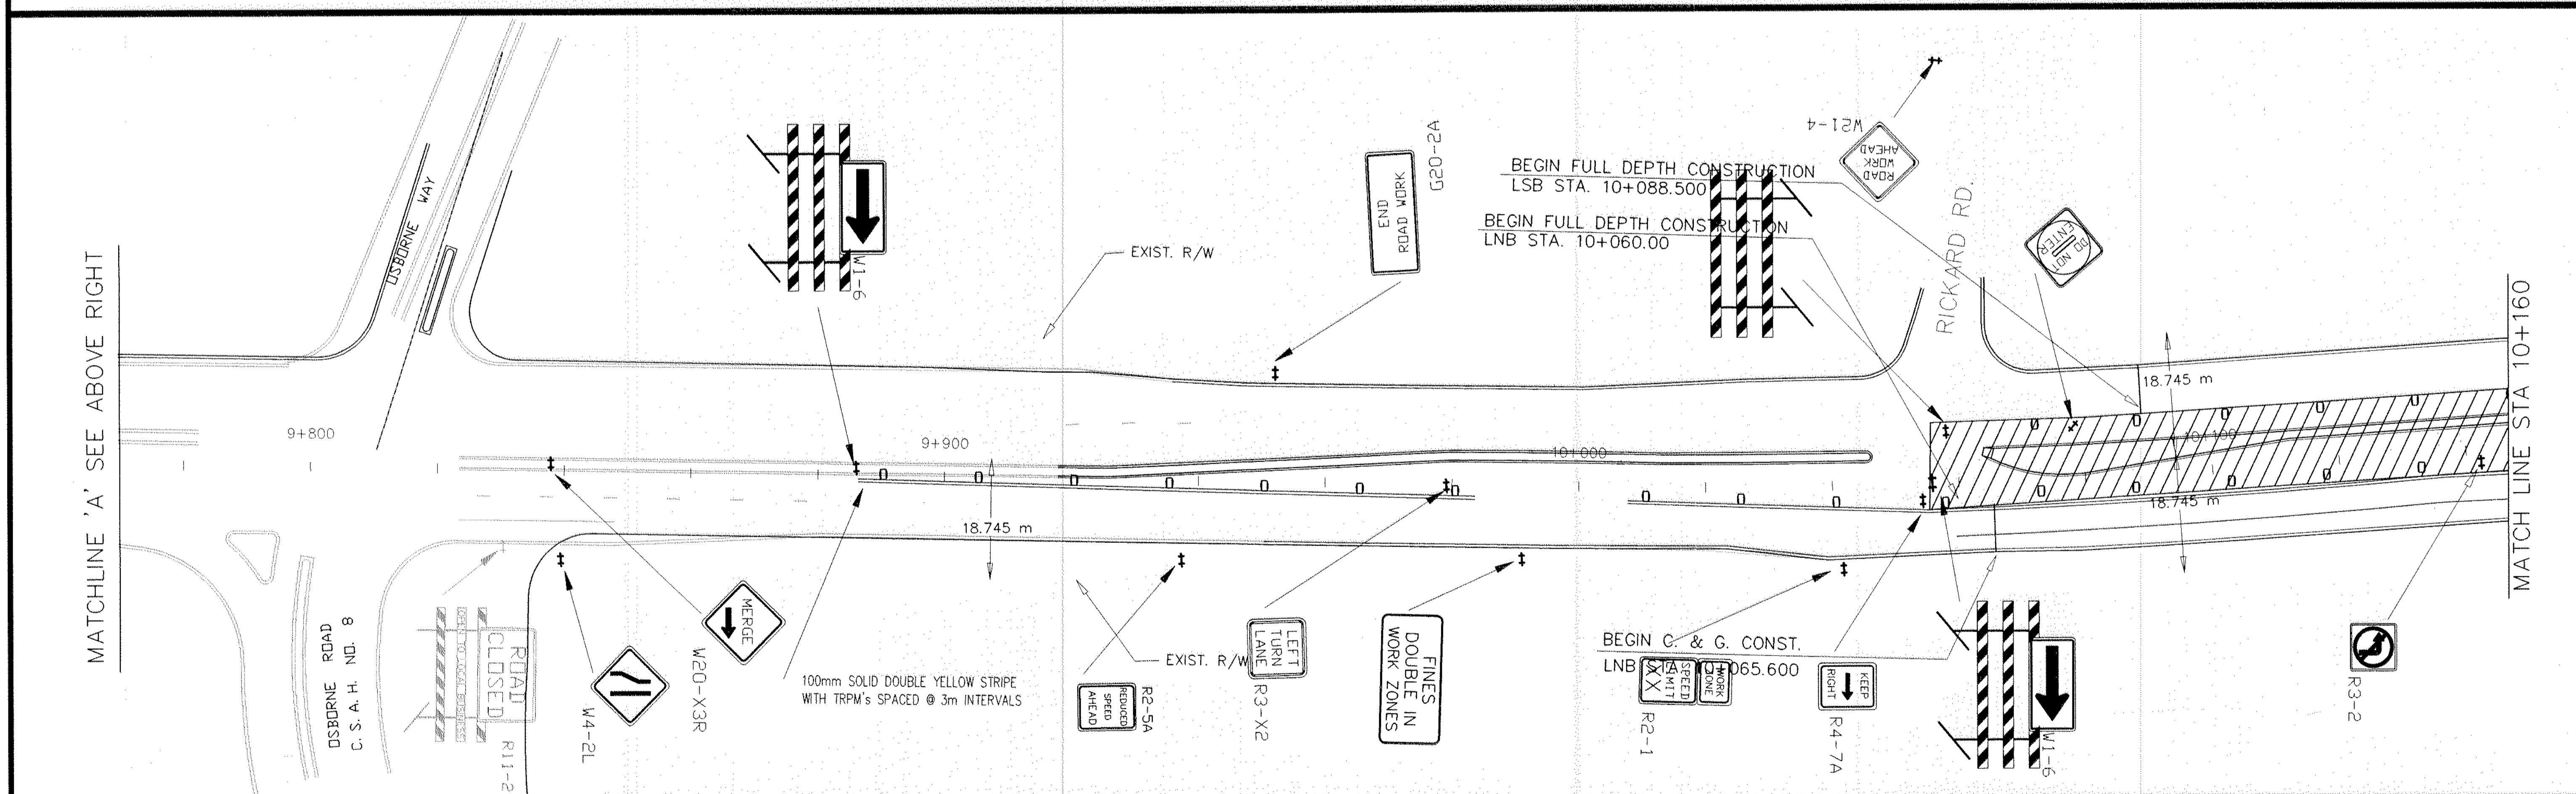 MATCHLINE 'A' SEE ABOVE RIGHT
OSBORNE WAY
9+800
W1-6
9+900
EXIST. R/W
END
ROAD WORK
G20-2A
BEGIN FULL DEPTH CONSTRUCTION
LSB STA. 10+088.500
BEGIN FULL DEPTH CONSTRUCTION
LNB STA. 10+060.00
W21-4
ROAD
WORK
AHEAD
RICKARD RD.
DO NOT
ENTER
18.745 m
10+000
10+100
18.745 m
MATCH LINE STA 10+160
18.745 m
OSBORNE ROAD
C. S. A. H. NO. 8
ROAD
CLOSED
R11-2
W4-2L
MERGE
W20-X3R
100mm SOLID DOUBLE YELLOW STRIPE
WITH TRPM's SPACED @ 3m INTERVALS
EXIST. R/W
REDUCED
SPEED
AHEAD
R2-5A
LEFT
TURN
LANE
R3-X2
FINES
DOUBLE IN
WORK ZONES
BEGIN C. & G. CONST.
LNB STA. 10+065.600
WORK
ZONE
SPEED
LIMIT
XX
R2-1
KEEP
RIGHT
R4-7A
W1-6
R3-2